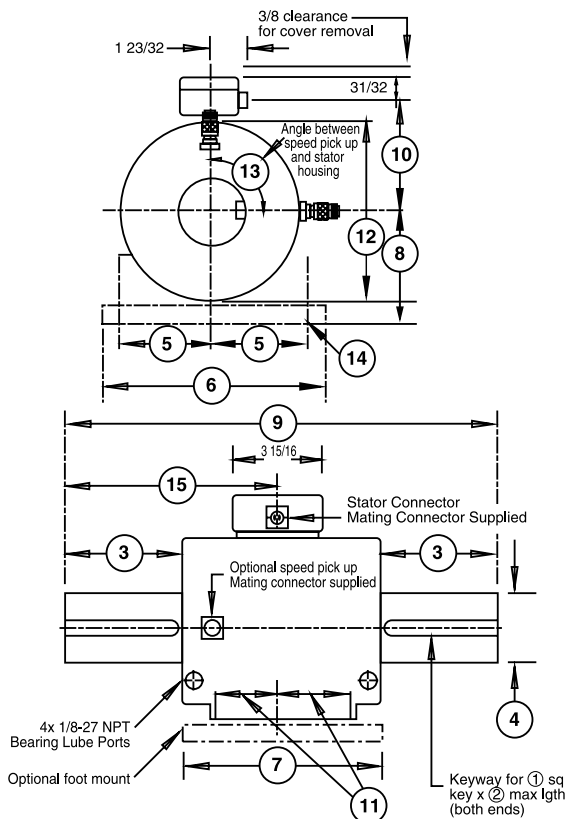 3/8 clearance
for cover removal
1 23/32
31/32
Angle between
speed pick up
and stator
housing
10
13
12
8
5
5
14
6
9
3 15/16
15
Stator Connector
Mating Connector Supplied
3
3
Optional speed pick up
Mating connector supplied
4x 1/8-27 NPT
Bearing Lube Ports
4
Optional foot mount
7
11
Keyway for ① sq
key x ② max lgth
(both ends)